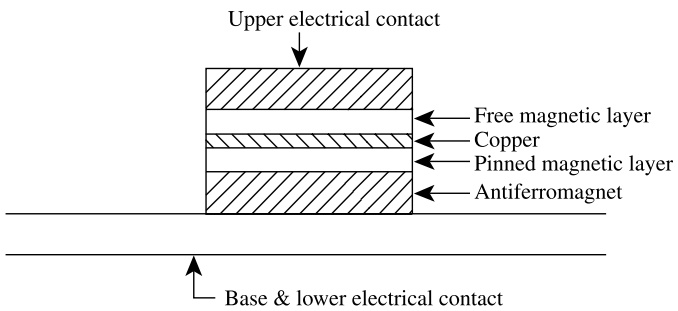 Upper electrical contact
Free magnetic layer
Copper
Pinned magnetic layer
Antiferromagnet
Base & lower electrical contact